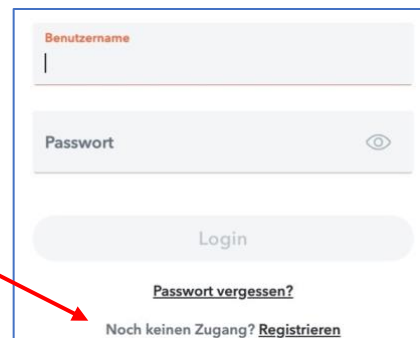 Benutzername
Passwort
Login
Passwort vergessen?
Noch keinen Zugang? Registrieren